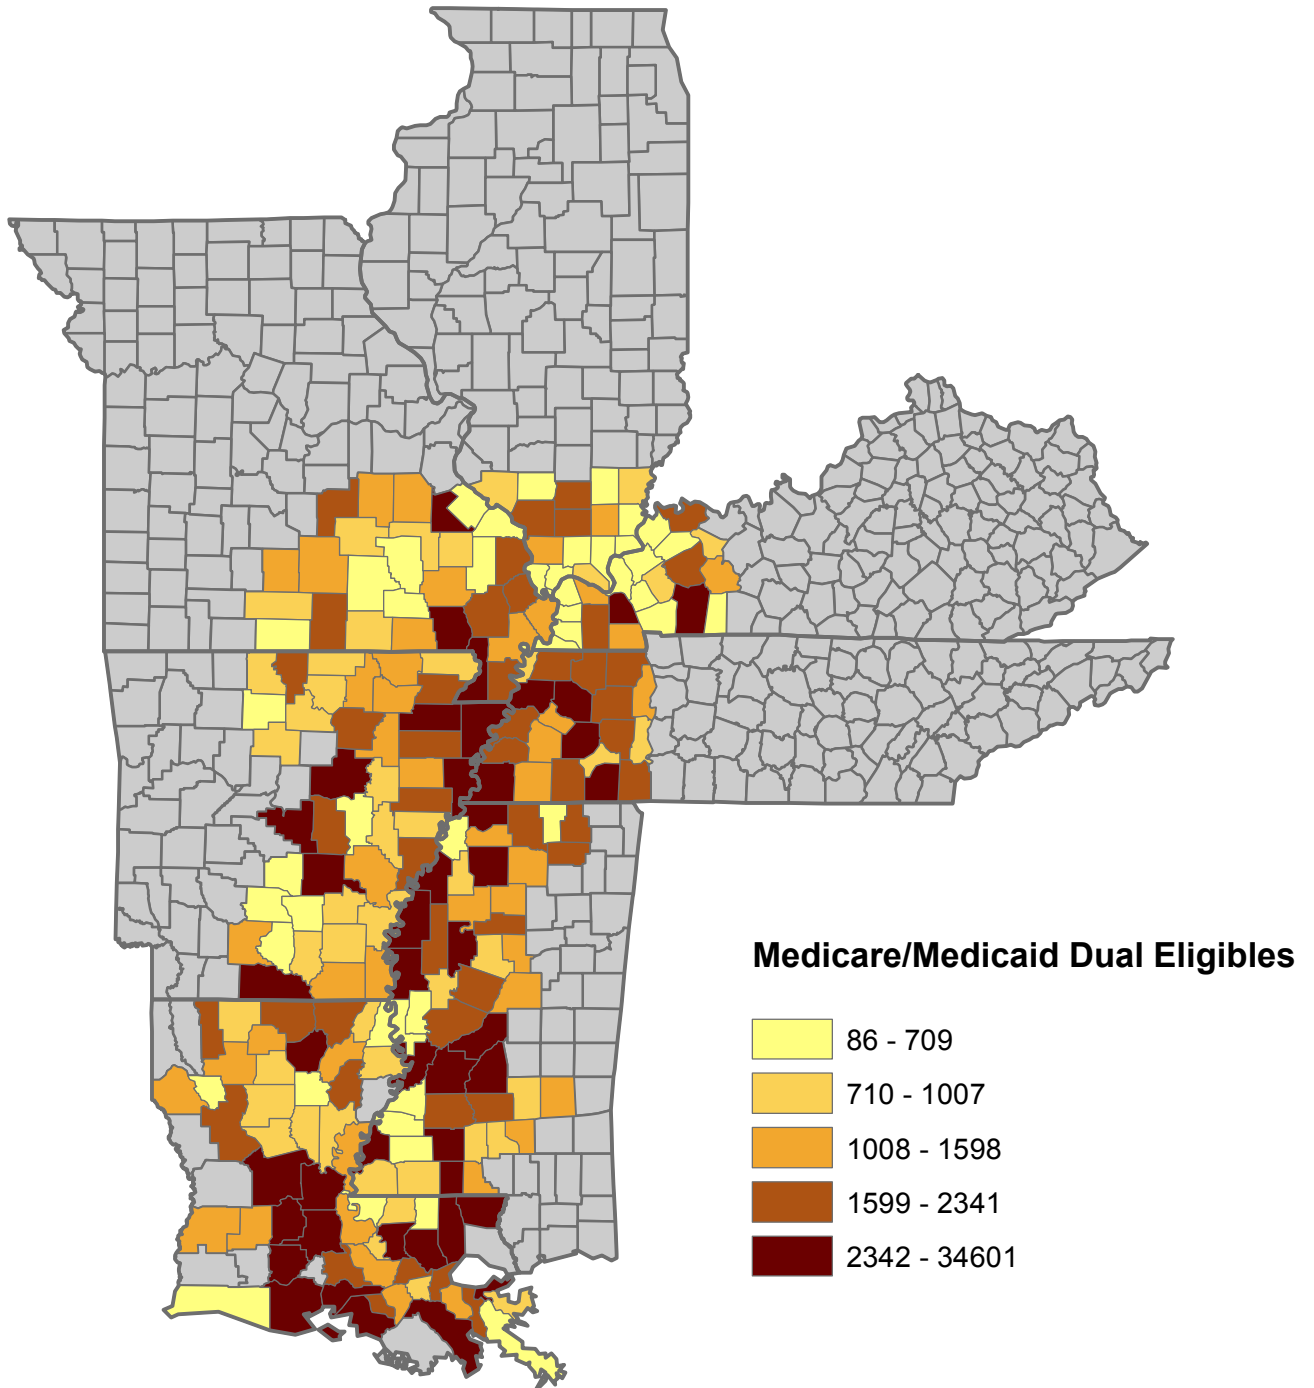 Medicare/Medicaid Dual Eligibles
86 - 709
710 - 1007
1008 - 1598
1599 - 2341
2342 - 34601